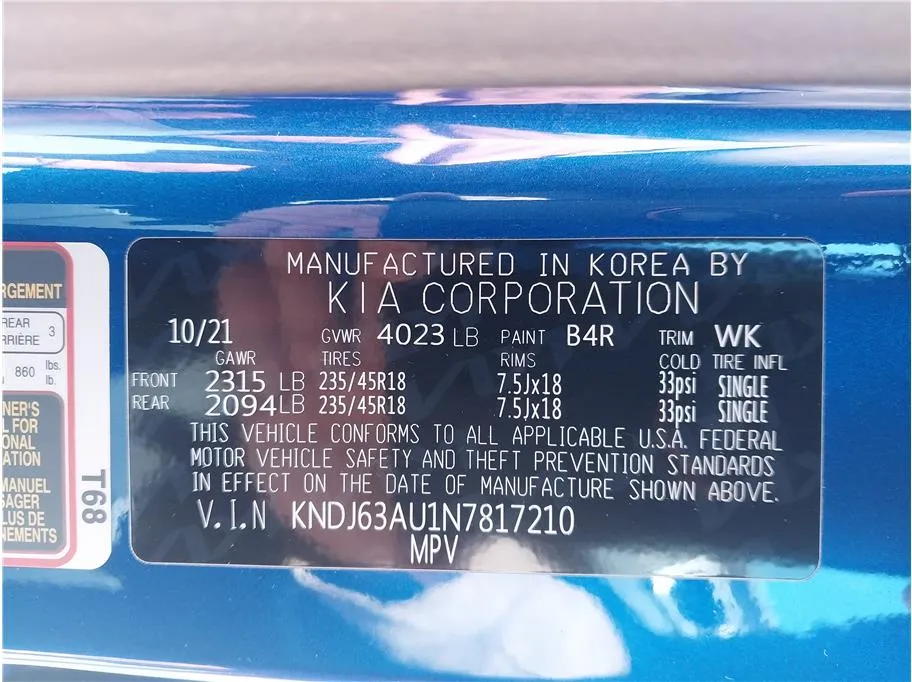 RGEMENT
REAR
RRIÈRE 3
860 lbs.
lb.
NER'S
L FOR
ONAL
ATION
MANUEL
SAGER
LUS DE
NEMENTS
T68
MANUFACTURED IN KOREA BY
KIA CORPORATION
10/21 GVWR 4023 LB PAINT B4R TRIM WK
GAWR TIRES RIMS COLD TIRE INFL
FRONT 2315 LB 235/45R18 7.5Jx18 33psi SINGLE
REAR 2094 LB 235/45R18 7.5Jx18 33psi SINGLE
THIS VEHICLE CONFORMS TO ALL APPLICABLE U.S.A. FEDERAL
MOTOR VEHICLE SAFETY AND THEFT PREVENTION STANDARDS
IN EFFECT ON THE DATE OF MANUFACTURE SHOWN ABOVE.
V.I.N KNDJ63AU1N7817210
MPV